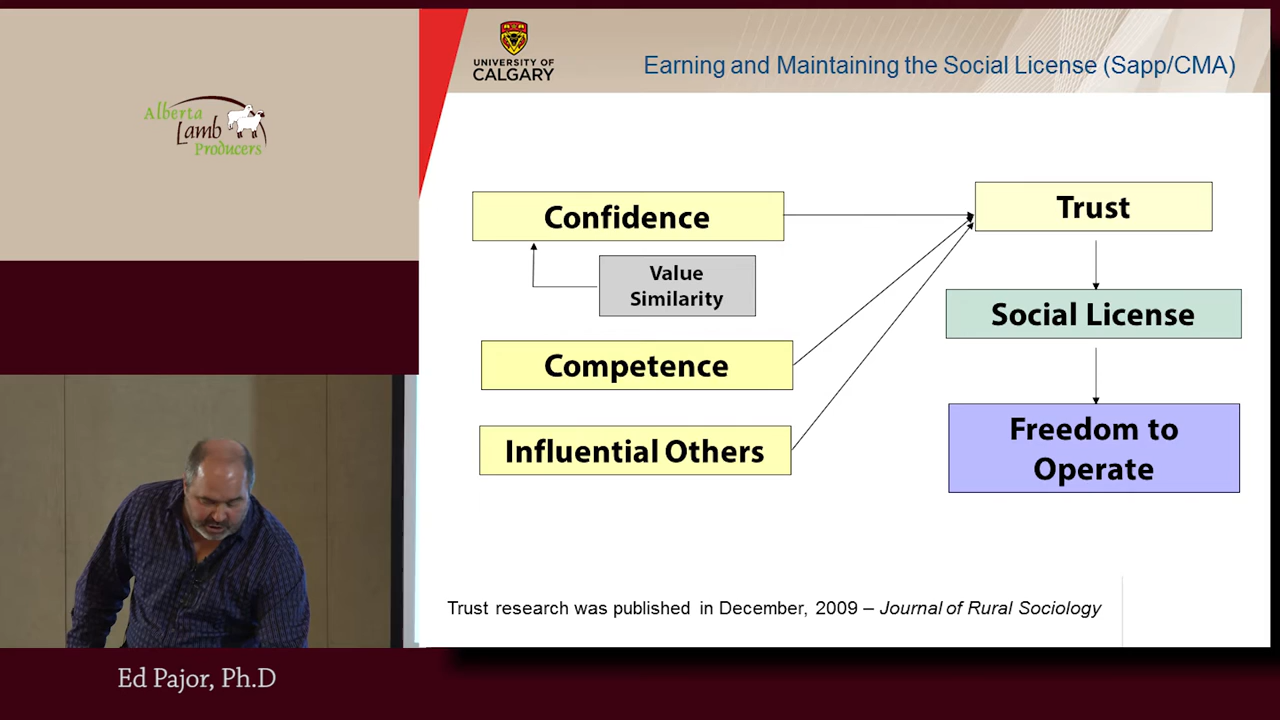 Alberta
Lamb
Producers
UNIVERSITY OF
CALGARY
Earning and Maintaining the Social License (Sapp/CMA)
Confidence
Value
Similarity
Competence
Influential Others
Trust
Social License
Freedom to
Operate
Trust research was published in December, 2009 – Journal of Rural Sociology
Ed Pajor, Ph.D